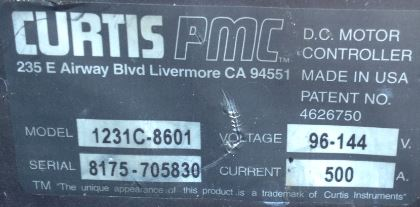 CURTIS PMC™ D.C. MOTOR CONTROLLER
235 E Airway Blvd Livermore CA 94551
MADE IN USA
PATENT NO.
4626750
MODEL 1231C-8601 VOLTAGE 96-144 V.
SERIAL 8175-705830 CURRENT 500 A.
TM "The unique appearance of this product is a trademark of Curtis Instruments"